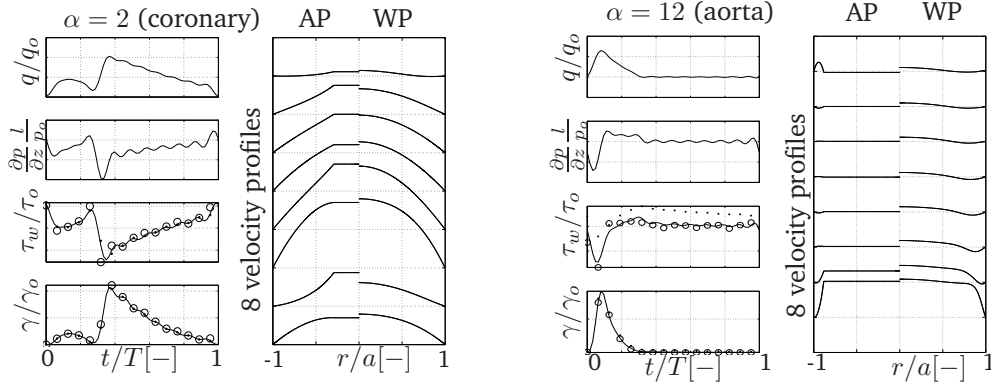 α = 2 (coronary)
AP WP
q/q_o
∂p/∂z l/p_o
τ_w/τ_o
γ/γ_o
0 t/T[−] 1
8 velocity profiles
-1 r/a[−] 1
α = 12 (aorta)
AP WP
q/q_o
∂p/∂z l/p_o
τ_w/τ_o
γ/γ_o
0 t/T[−] 1
8 velocity profiles
-1 r/a[−] 1